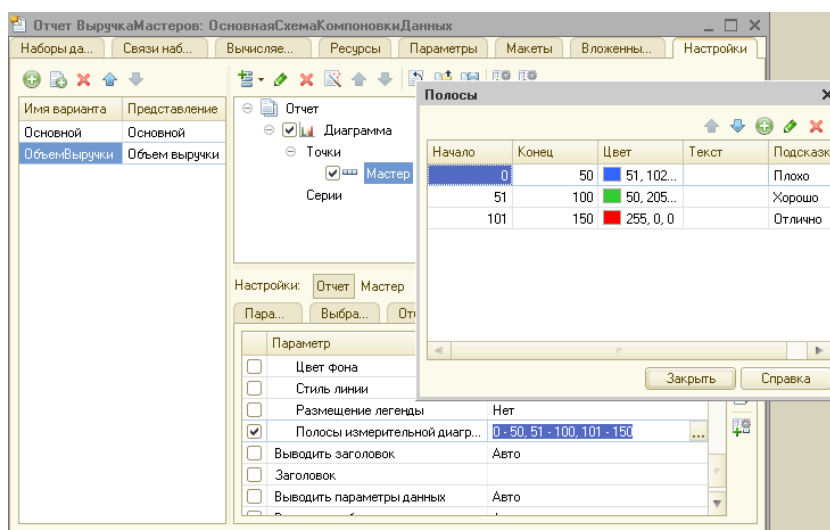 Отчет ВыручкаМастеров: ОсновнаяСхемаКомпоновкиДанных
Наборы да... Связи наб... Вычисляе... Ресурсы Параметры Макеты Вложенны... Настройки
Имя варианта Представление
Основной Основной
ОбъемВыручки Объем выручки
Отчет
Диаграмма
Точки
Мастер
Серии
Полосы
Начало Конец Цвет Текст Подсказк
0 50 51, 102... Плохо
51 100 50, 205... Хорошо
101 150 255, 0, 0 Отлично
Закрыть Справка
Настройки: Отчет Мастер
Пара... Выбра...
Параметр
Цвет фона
Стиль линии
Размещение легенды Нет
Полосы измерительной диагр... 0 - 50, 51 - 100, 101 - 150 ...
Выводить заголовок Авто
Заголовок
Выводить параметры данных Авто